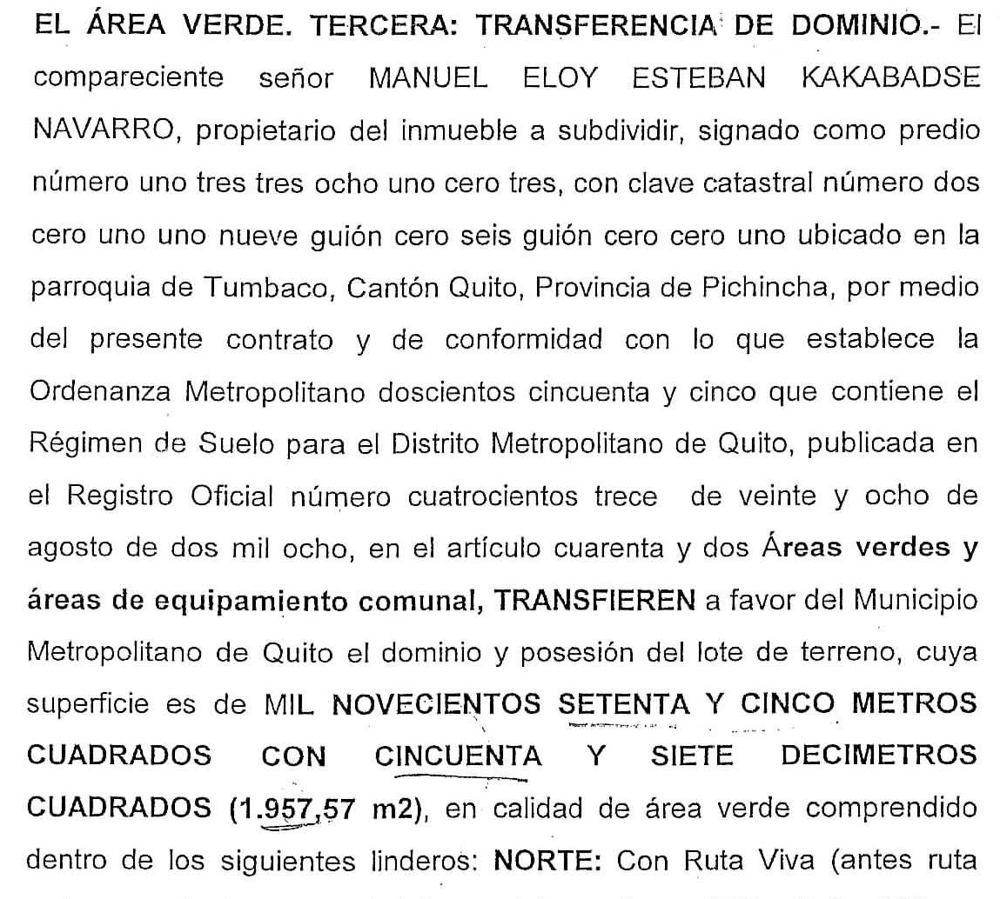 EL ÁREA VERDE. TERCERA: TRANSFERENCIA DE DOMINIO.- El
compareciente señor MANUEL ELOY ESTEBAN KAKABADSE
NAVARRO, propietario del inmueble a subdividir, signado como predio
número uno tres tres ocho uno cero tres, con clave catastral número dos
cero uno uno nueve guión cero seis guión cero cero uno ubicado en la
parroquia de Tumbaco, Cantón Quito, Provincia de Pichincha, por medio
del presente contrato y de conformidad con lo que establece la
Ordenanza Metropolitano doscientos cincuenta y cinco que contiene el
Régimen de Suelo para el Distrito Metropolitano de Quito, publicada en
el Registro Oficial número cuatrocientos trece de veinte y ocho de
agosto de dos mil ocho, en el artículo cuarenta y dos Áreas verdes y
áreas de equipamiento comunal, TRANSFIEREN a favor del Municipio
Metropolitano de Quito el dominio y posesión del lote de terreno, cuya
superficie es de MIL NOVECIENTOS SETENTA Y CINCO METROS
CUADRADOS CON CINCUENTA Y SIETE DECIMETROS
CUADRADOS (1.957,57 m2), en calidad de área verde comprendido
dentro de los siguientes linderos: NORTE: Con Ruta Viva (antes ruta